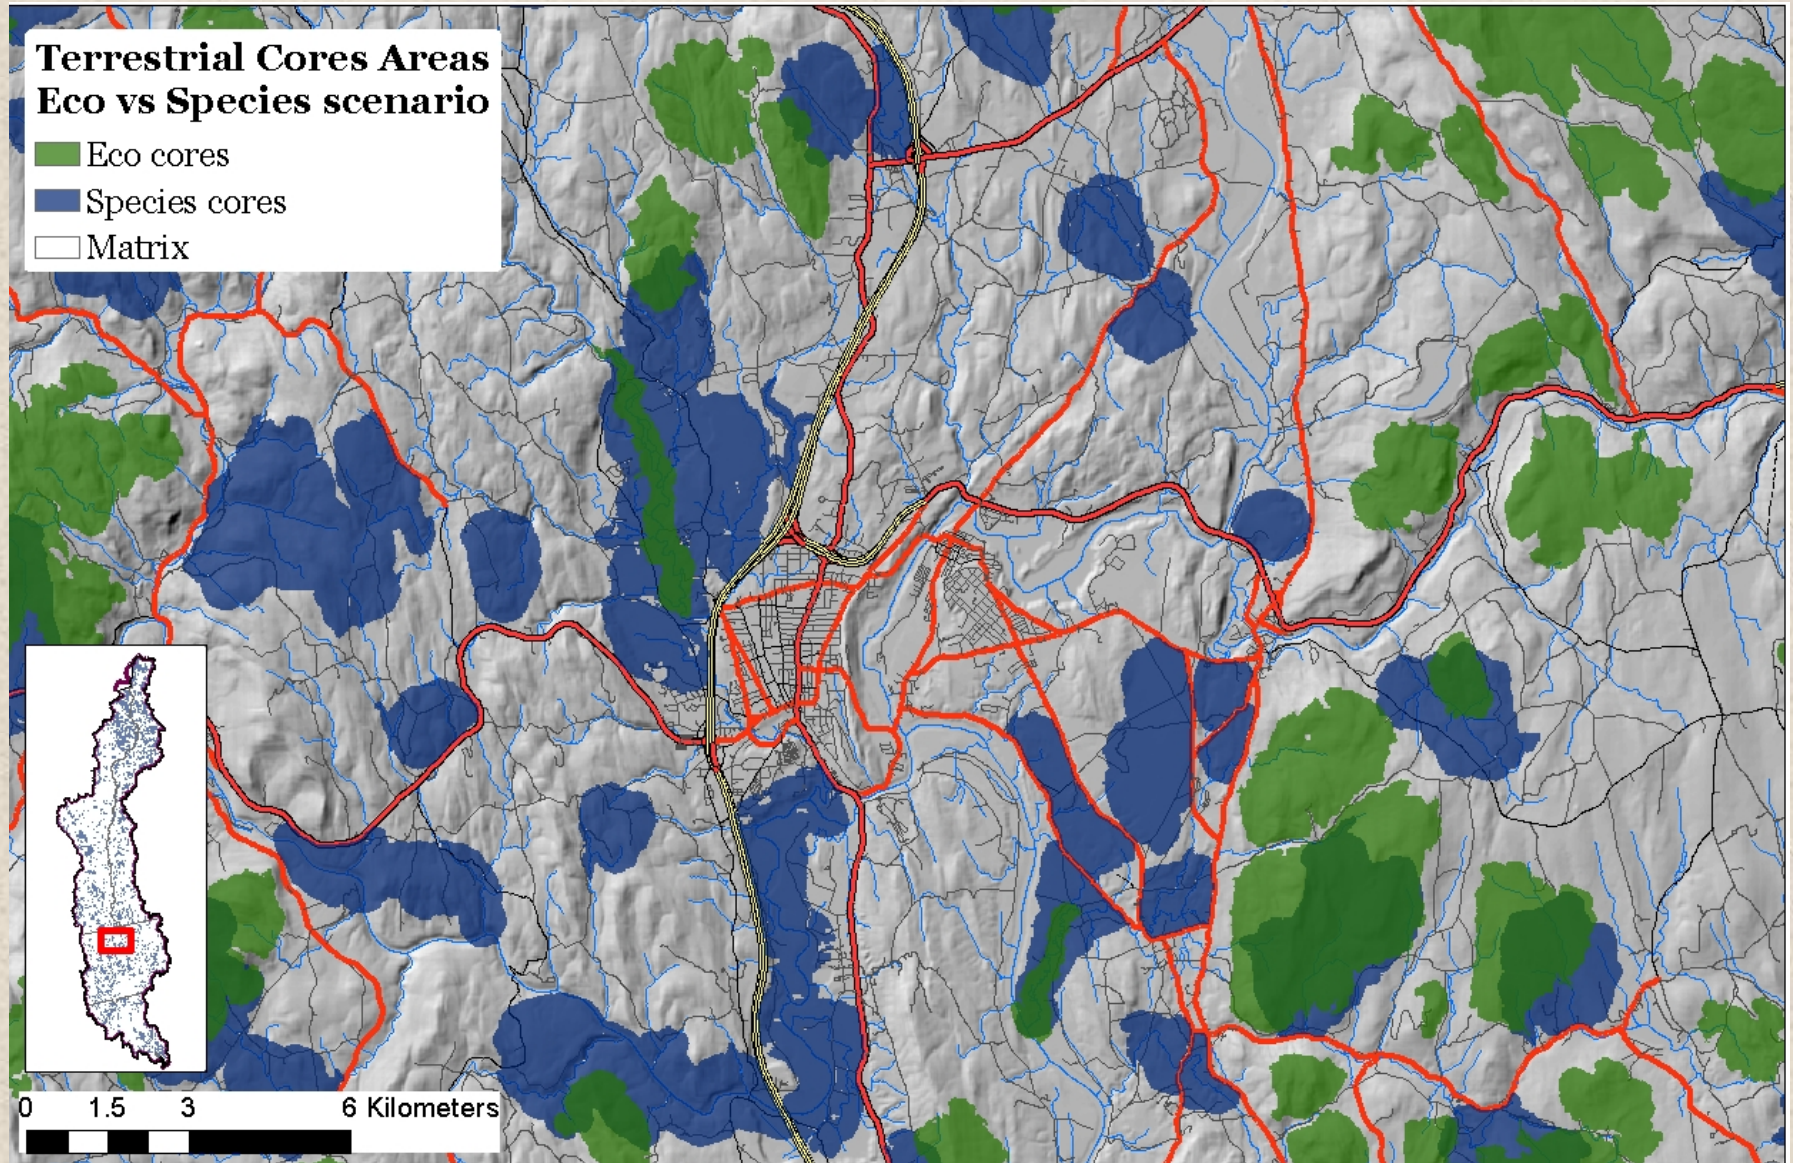 Terrestrial Cores Areas
Eco vs Species scenario
Eco cores
Species cores
Matrix
0 1.5 3 6 Kilometers